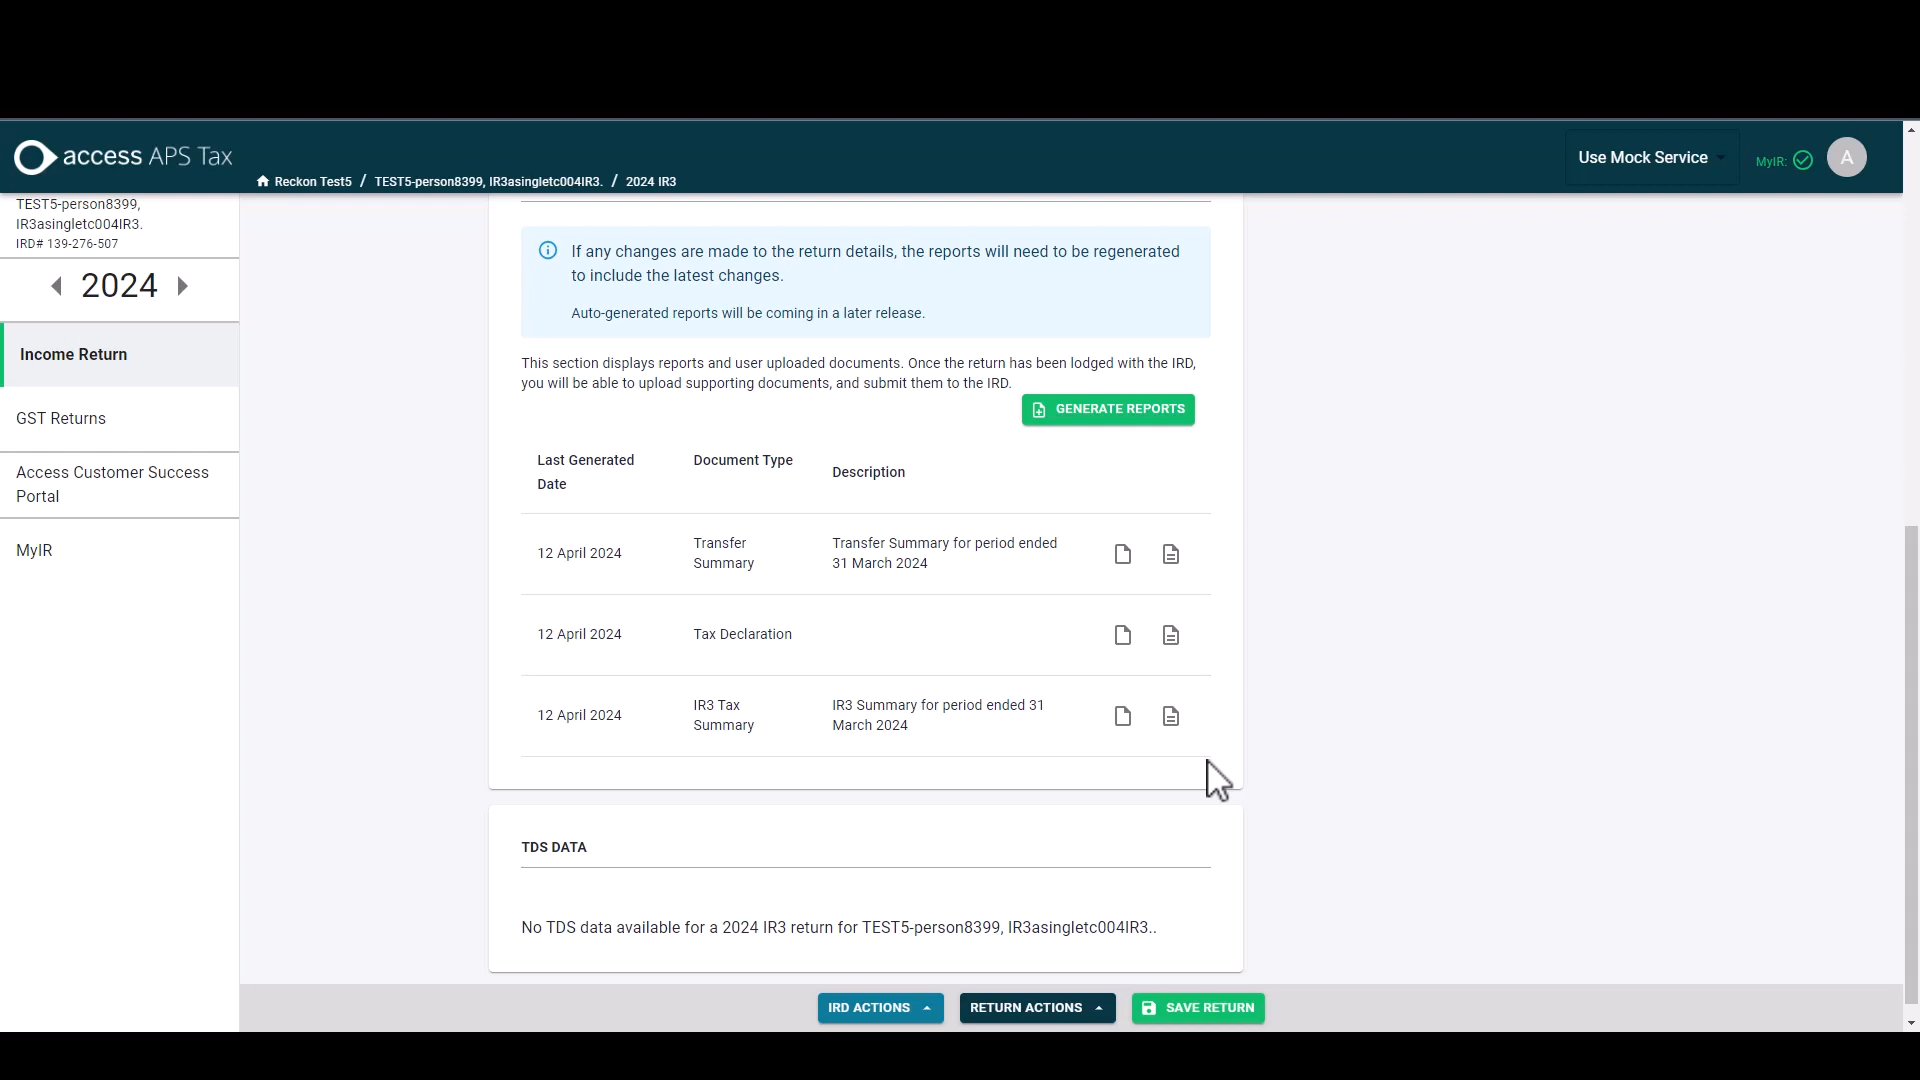 access APS Tax
Reckon Test5 / TEST5-person8399, IR3asingletc004IR3. / 2024 IR3
Use Mock Service
MyIR:
A
TEST5-person8399,
IR3asingletc004IR3.
IRD# 139-276-507
2024
Income Return
GST Returns
Access Customer Success
Portal
MyIR
If any changes are made to the return details, the reports will need to be regenerated
to include the latest changes.
Auto-generated reports will be coming in a later release.
This section displays reports and user uploaded documents. Once the return has been lodged with the IRD,
you will be able to upload supporting documents, and submit them to the IRD.
GENERATE REPORTS
Last Generated
Date
Document Type
Description
12 April 2024
Transfer
Summary
Transfer Summary for period ended
31 March 2024
12 April 2024
Tax Declaration
12 April 2024
IR3 Tax
Summary
IR3 Summary for period ended 31
March 2024
TDS DATA
No TDS data available for a 2024 IR3 return for TEST5-person8399, IR3asingletc004IR3..
IRD ACTIONS
RETURN ACTIONS
SAVE RETURN